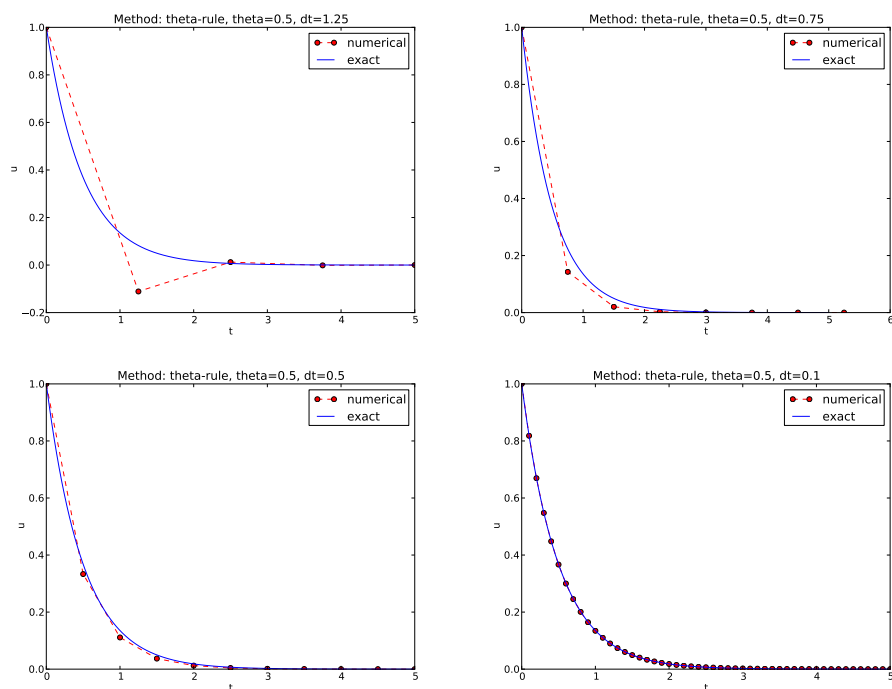 Method: theta-rule, theta=0.5, dt=1.25
1.0
0.8
0.6
0.4
0.2
0.0
−0.2
0
1
2
3
4
5
u
t
numerical
exact
Method: theta-rule, theta=0.5, dt=0.75
1.0
0.8
0.6
0.4
0.2
0.0
0
1
2
3
4
5
6
u
t
numerical
exact
Method: theta-rule, theta=0.5, dt=0.5
1.0
0.8
0.6
0.4
0.2
0.0
0
1
2
3
4
5
u
t
numerical
exact
Method: theta-rule, theta=0.5, dt=0.1
1.0
0.8
0.6
0.4
0.2
0.0
0
1
2
3
4
5
u
t
numerical
exact